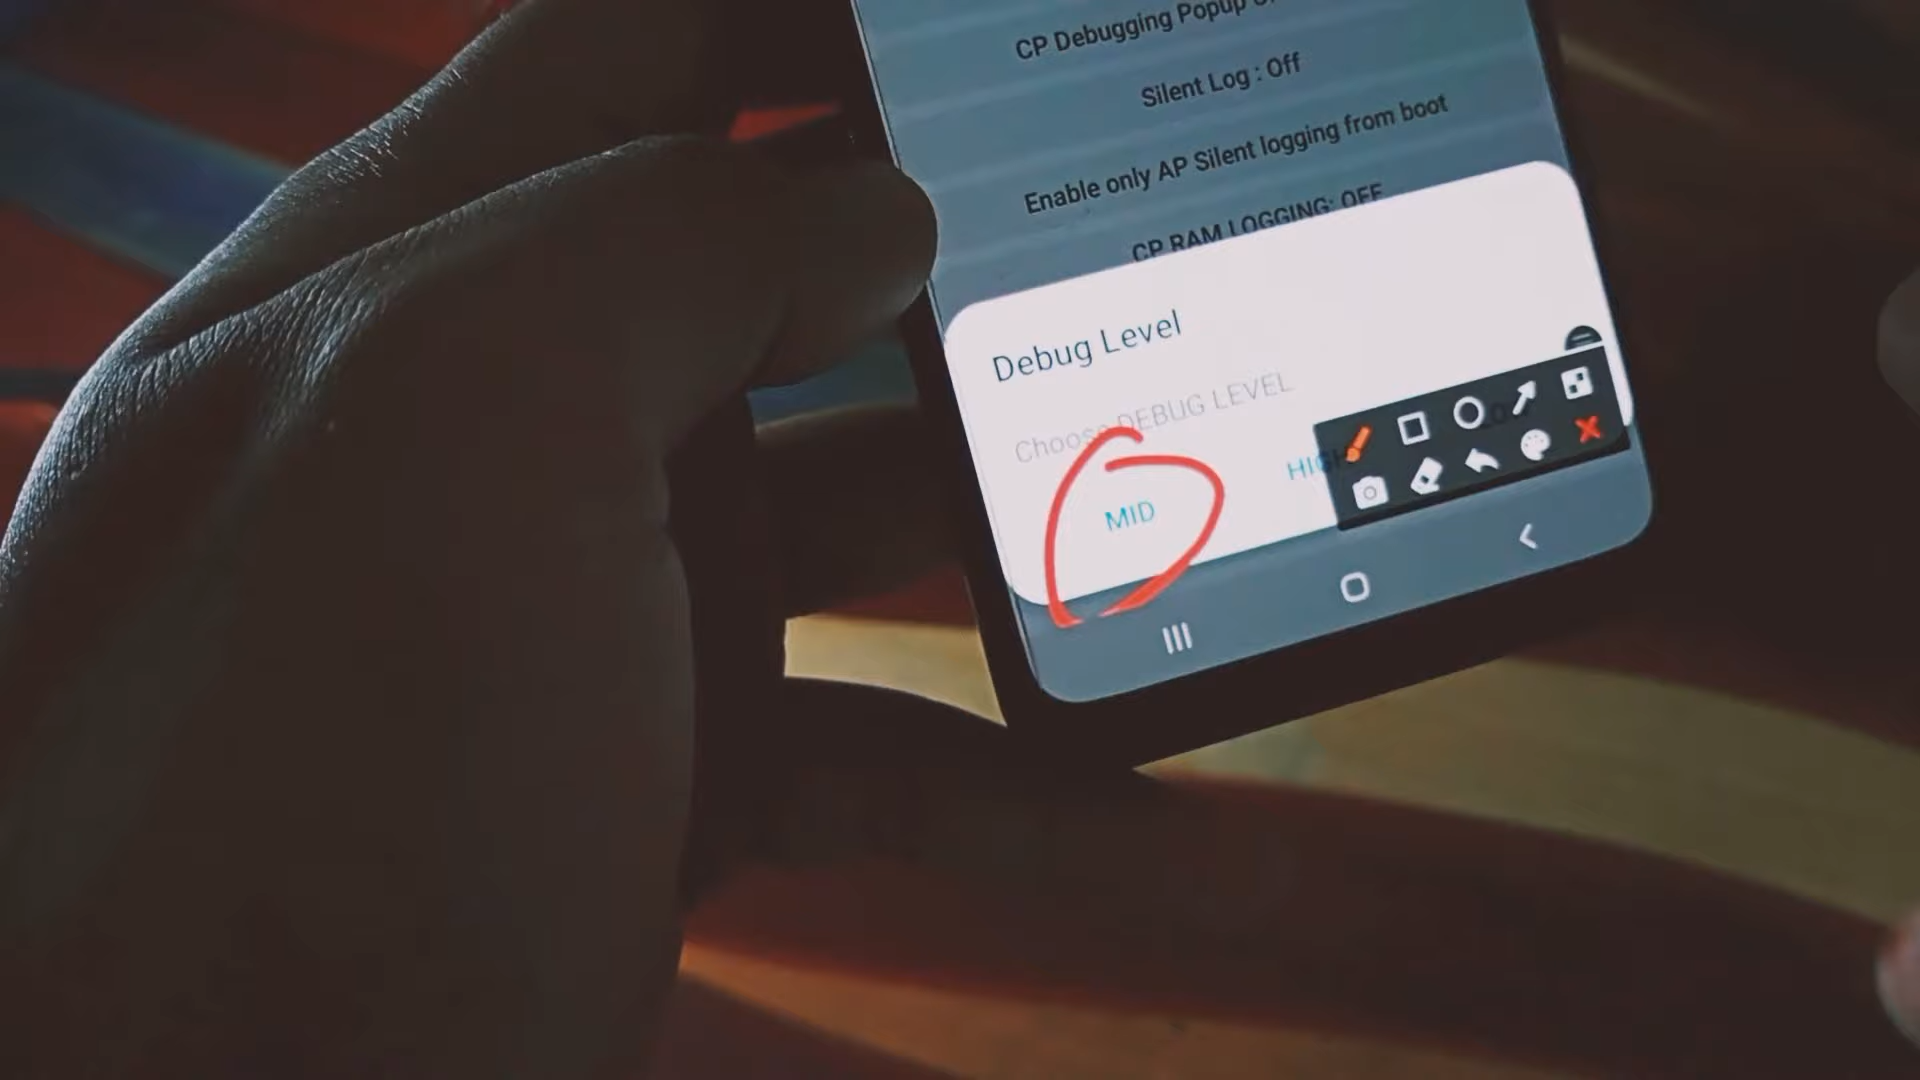 CP Debugging Popup
Silent Log : Off
Enable only AP Silent logging from boot
CP RAM LOGGING: OFF
Debug Level
Choose DEBUG LEVEL
MID
HIGH